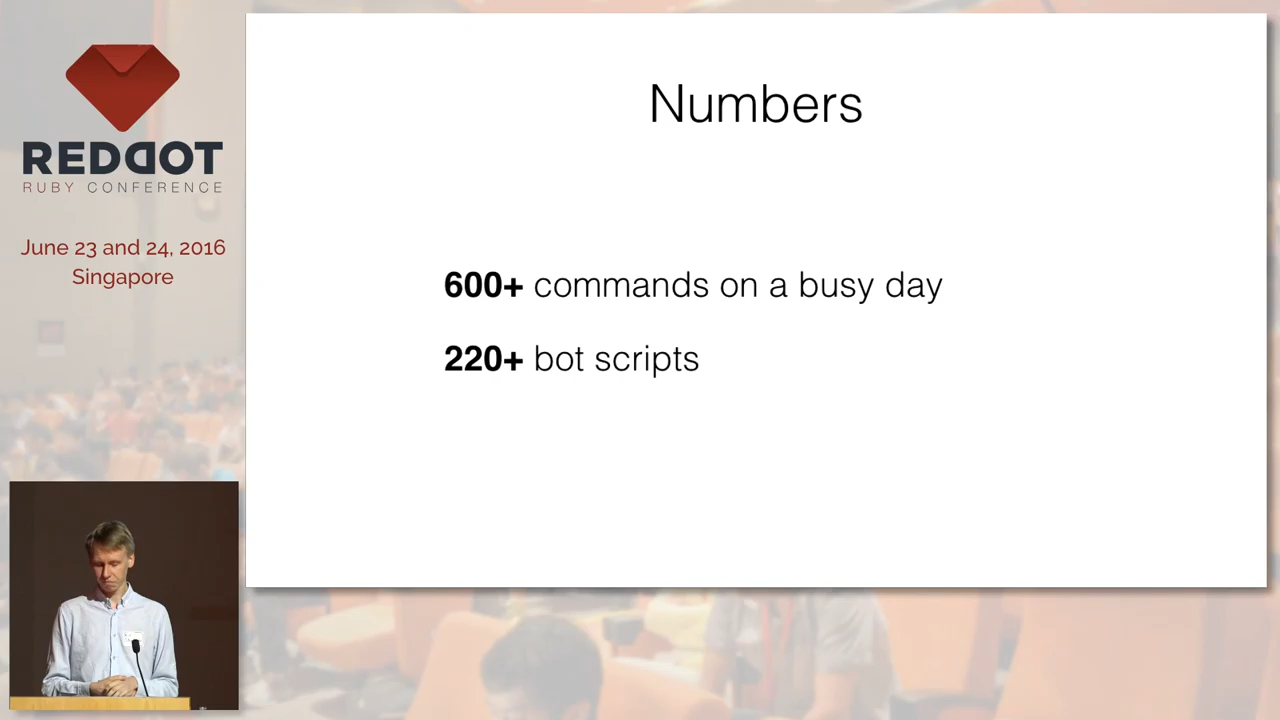 REDDOT
RUBY CONFERENCE
June 23 and 24, 2016
Singapore
Numbers
600+ commands on a busy day
220+ bot scripts